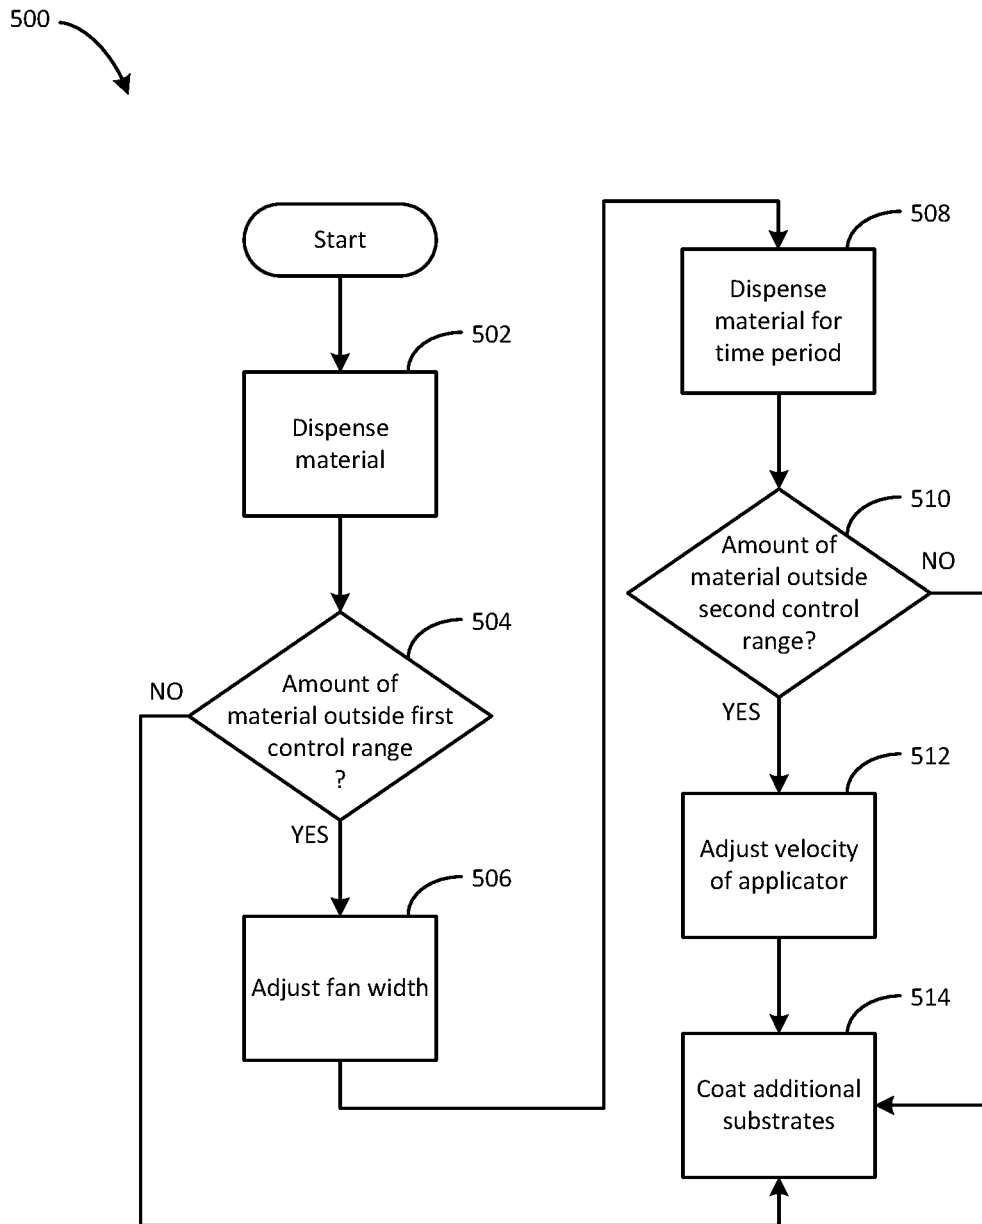 500
Start
502
Dispense
material
504
Amount of
material outside first
control range
?
NO
YES
506
Adjust fan width
508
Dispense
material for
time period
510
Amount of
material outside
second control
range?
NO
YES
512
Adjust velocity
of applicator
514
Coat additional
substrates